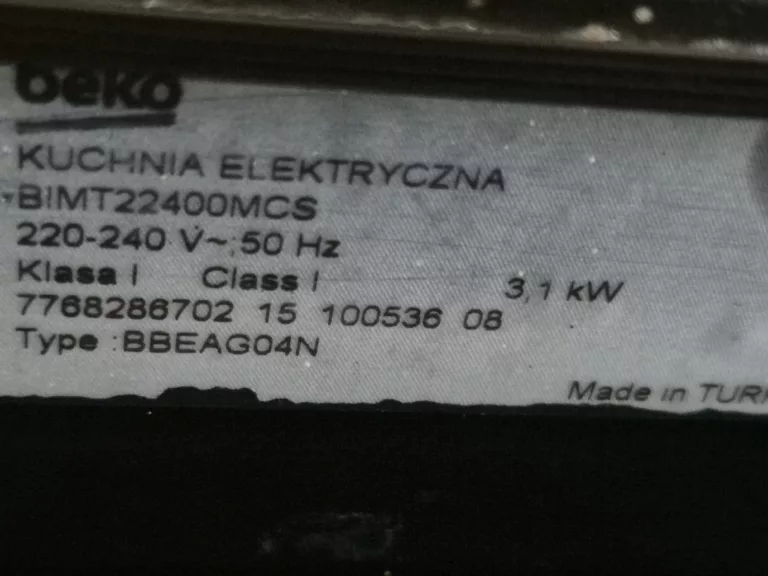 beko
KUCHNIA ELEKTRYCZNA
BIMT22400MCS
220-240 V~;50 Hz
Klasa I Class I 3,1 kW
7768286702 15 100536 08
Type :BBEAG04N
Made in